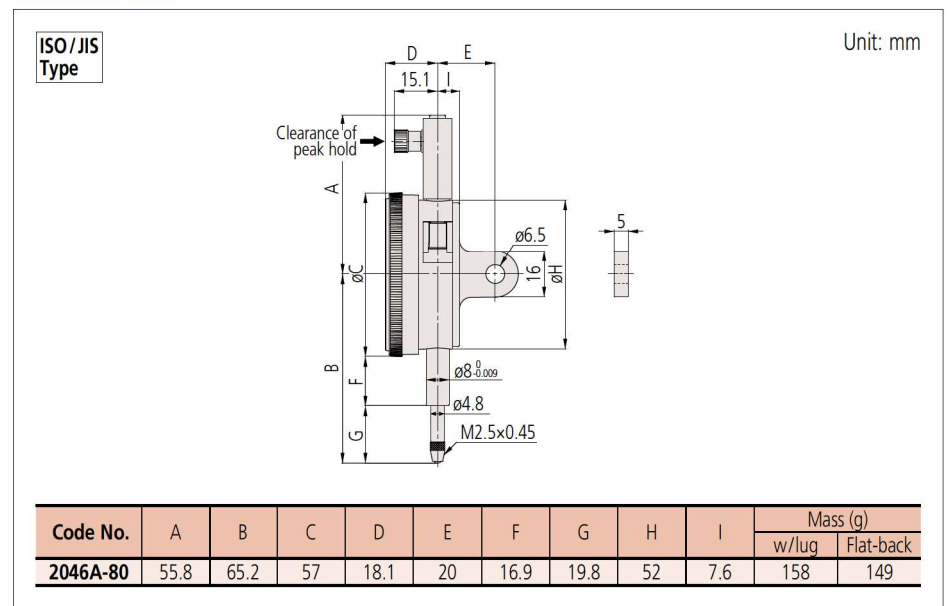 ISO/JIS
Type
Unit: mm
D
E
15.1
I
Clearance of
peak hold
A
øC
B
F
G
ø6.5
16
øH
5
ø8 0
-0.009
ø4.8
M2.5×0.45
Code No. A B C D E F G H I Mass (g)
w/lug Flat-back
2046A-80 55.8 65.2 57 18.1 20 16.9 19.8 52 7.6 158 149